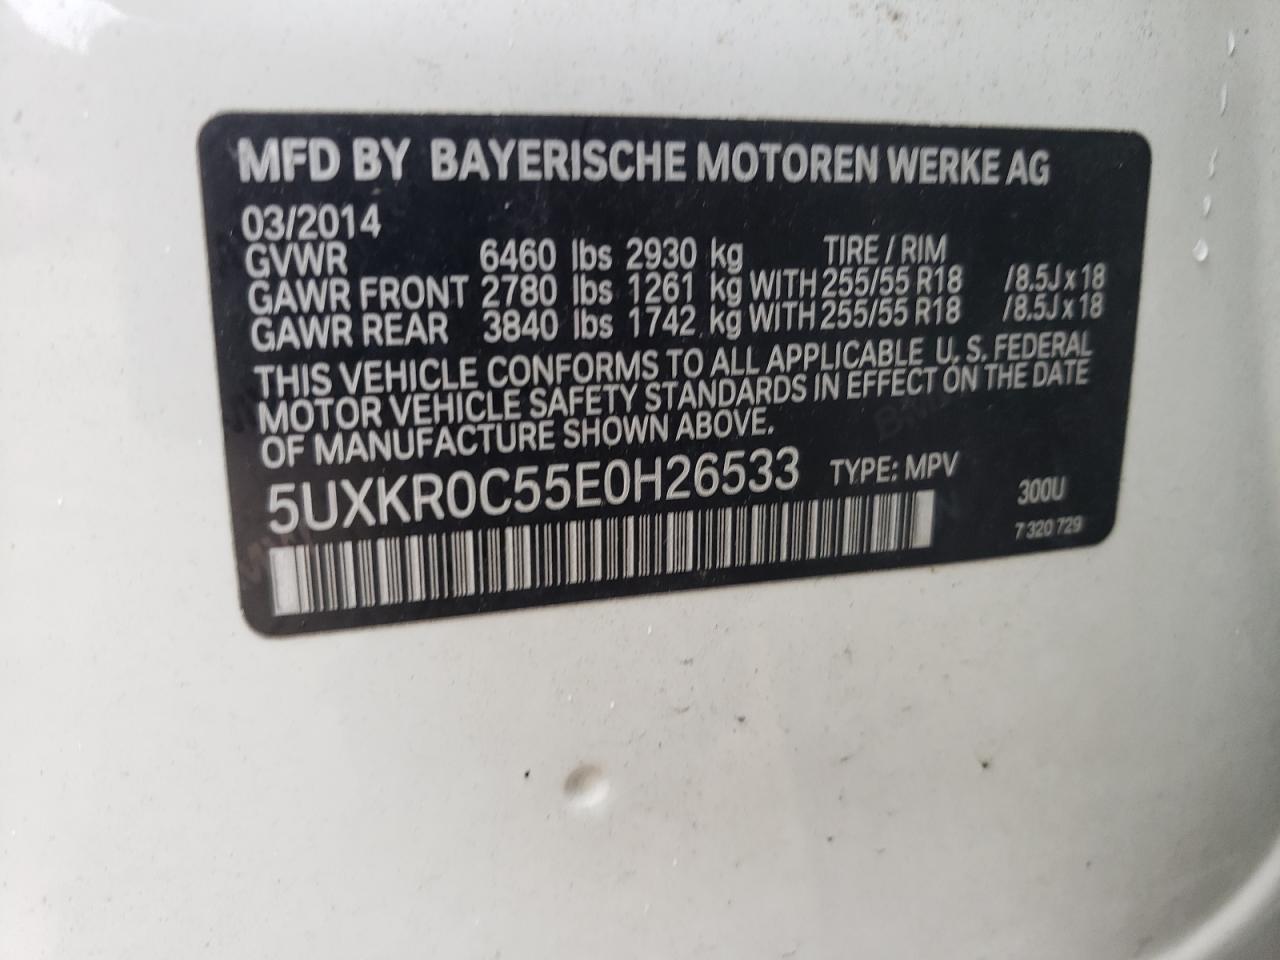 MFD BY BAYERISCHE MOTOREN WERKE AG
03/2014
GVWR 6460 lbs 2930 kg TIRE / RIM
GAWR FRONT 2780 lbs 1261 kg WITH 255/55 R18 /8.5J x 18
GAWR REAR 3840 lbs 1742 kg WITH 255/55 R18 /8.5J x 18
THIS VEHICLE CONFORMS TO ALL APPLICABLE U. S. FEDERAL
MOTOR VEHICLE SAFETY STANDARDS IN EFFECT ON THE DATE
OF MANUFACTURE SHOWN ABOVE.
5UXKR0C55E0H26533 TYPE: MPV
300U
7 320 729